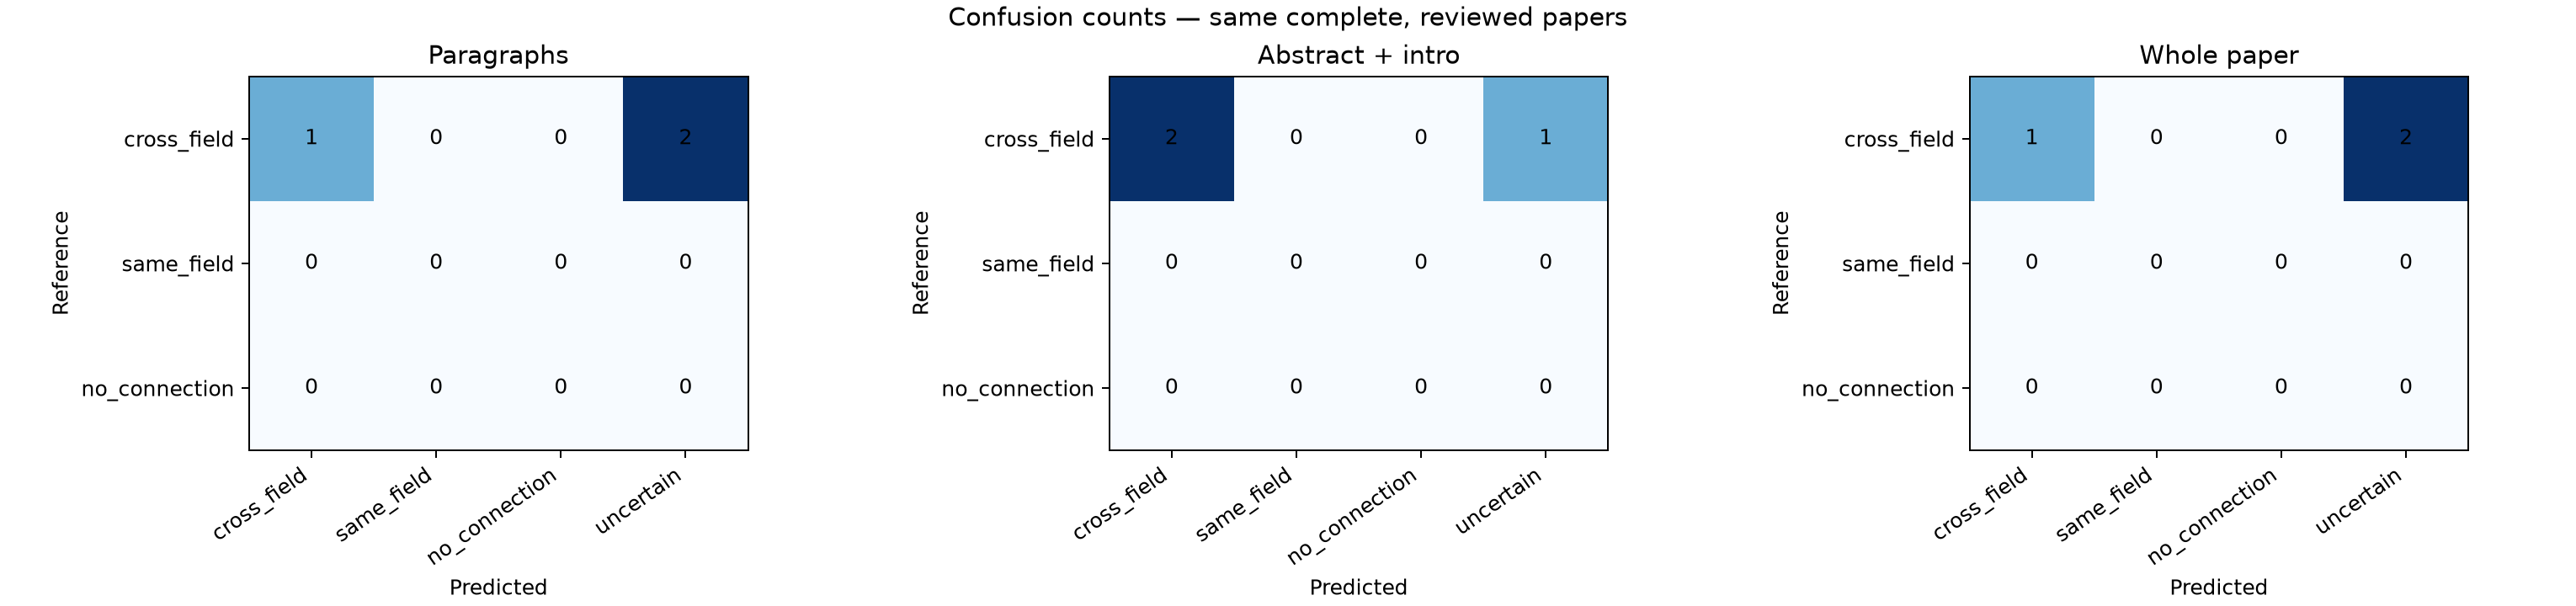 Confusion counts — same complete, reviewed papers
Paragraphs
Reference
cross_field 1 0 0 2
same_field 0 0 0 0
no_connection 0 0 0 0
cross_field same_field no_connection uncertain
Predicted
Abstract + intro
Reference
cross_field 2 0 0 1
same_field 0 0 0 0
no_connection 0 0 0 0
cross_field same_field no_connection uncertain
Predicted
Whole paper
Reference
cross_field 1 0 0 2
same_field 0 0 0 0
no_connection 0 0 0 0
cross_field same_field no_connection uncertain
Predicted